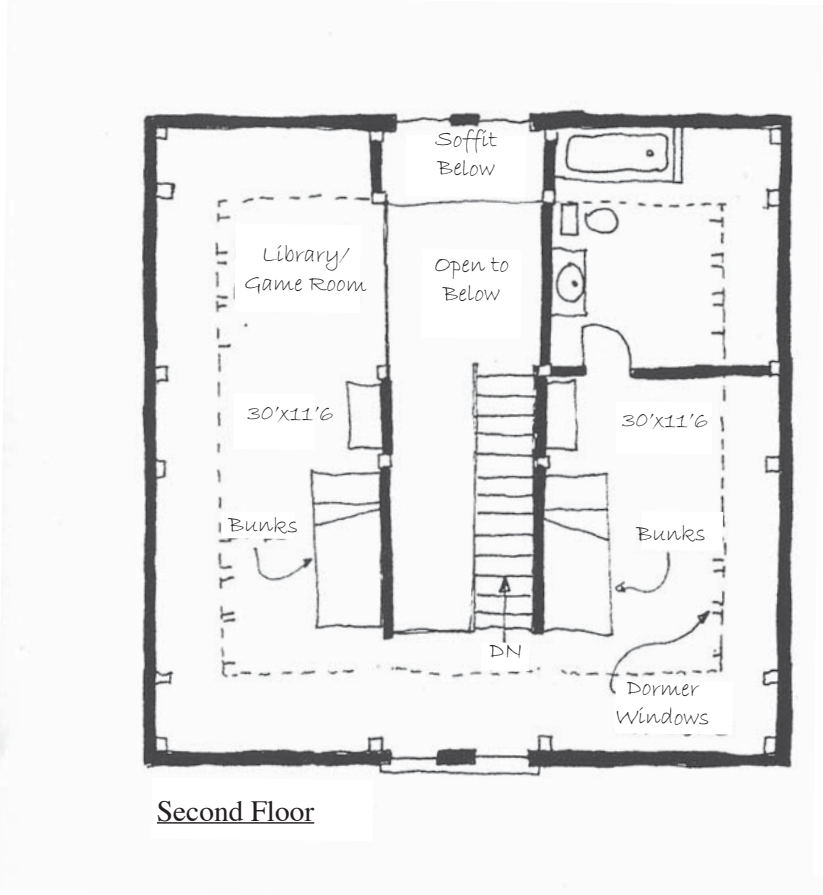 Soffit
Below
Library/
Game Room
Open to
Below
30'x11'6
30'x11'6
Bunks
Bunks
DN
Dormer
Windows
Second Floor